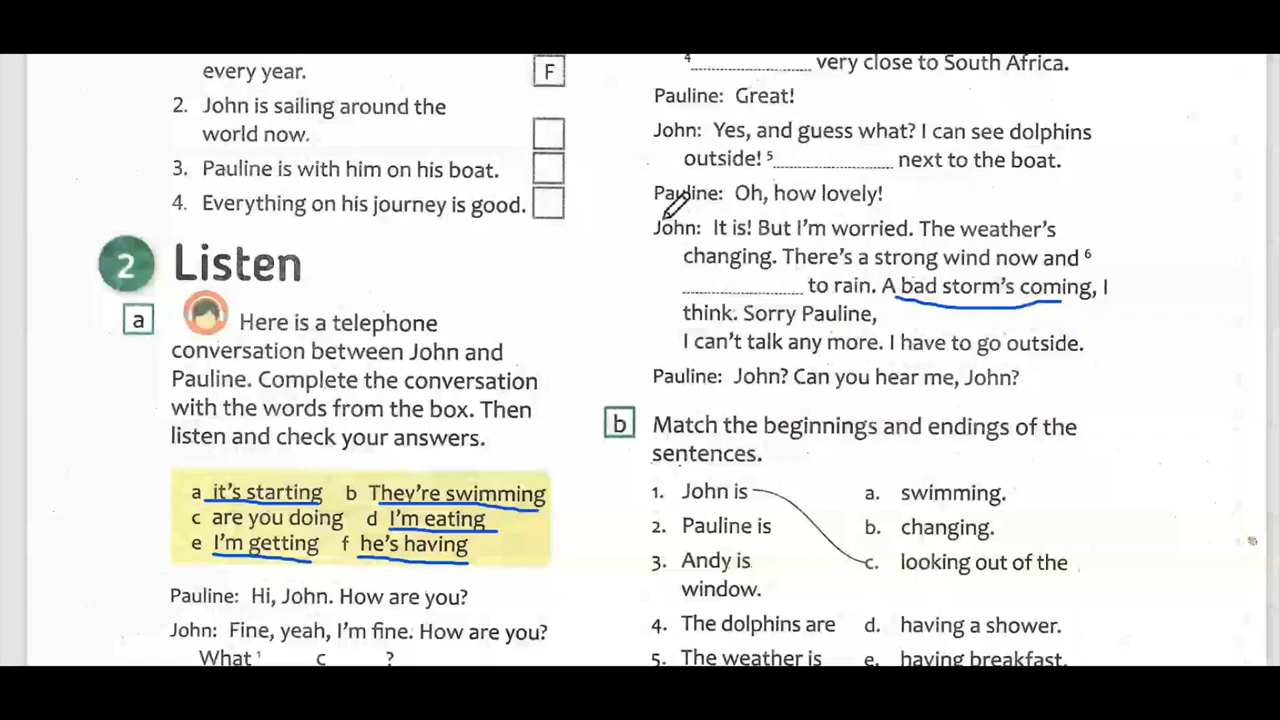 every year.
F
2. John is sailing around the
world now.
3. Pauline is with him on his boat.
4. Everything on his journey is good.
2 Listen
a Here is a telephone
conversation between John and
Pauline. Complete the conversation
with the words from the box. Then
listen and check your answers.
a it's starting b They're swimming
c are you doing d I'm eating
e I'm getting f he's having
Pauline: Hi, John. How are you?
John: Fine, yeah, I'm fine. How are you?
What ¹ c ?
⁴ very close to South Africa.
Pauline: Great!
John: Yes, and guess what? I can see dolphins
outside! ⁵ next to the boat.
Pauline: Oh, how lovely!
John: It is! But I'm worried. The weather's
changing. There's a strong wind now and ⁶
to rain. A bad storm's coming, I
think. Sorry Pauline,
I can't talk any more. I have to go outside.
Pauline: John? Can you hear me, John?
b Match the beginnings and endings of the
sentences.
1. John is a. swimming.
2. Pauline is b. changing.
3. Andy is c. looking out of the
window.
4. The dolphins are d. having a shower.
5. The weather is e. having breakfast.